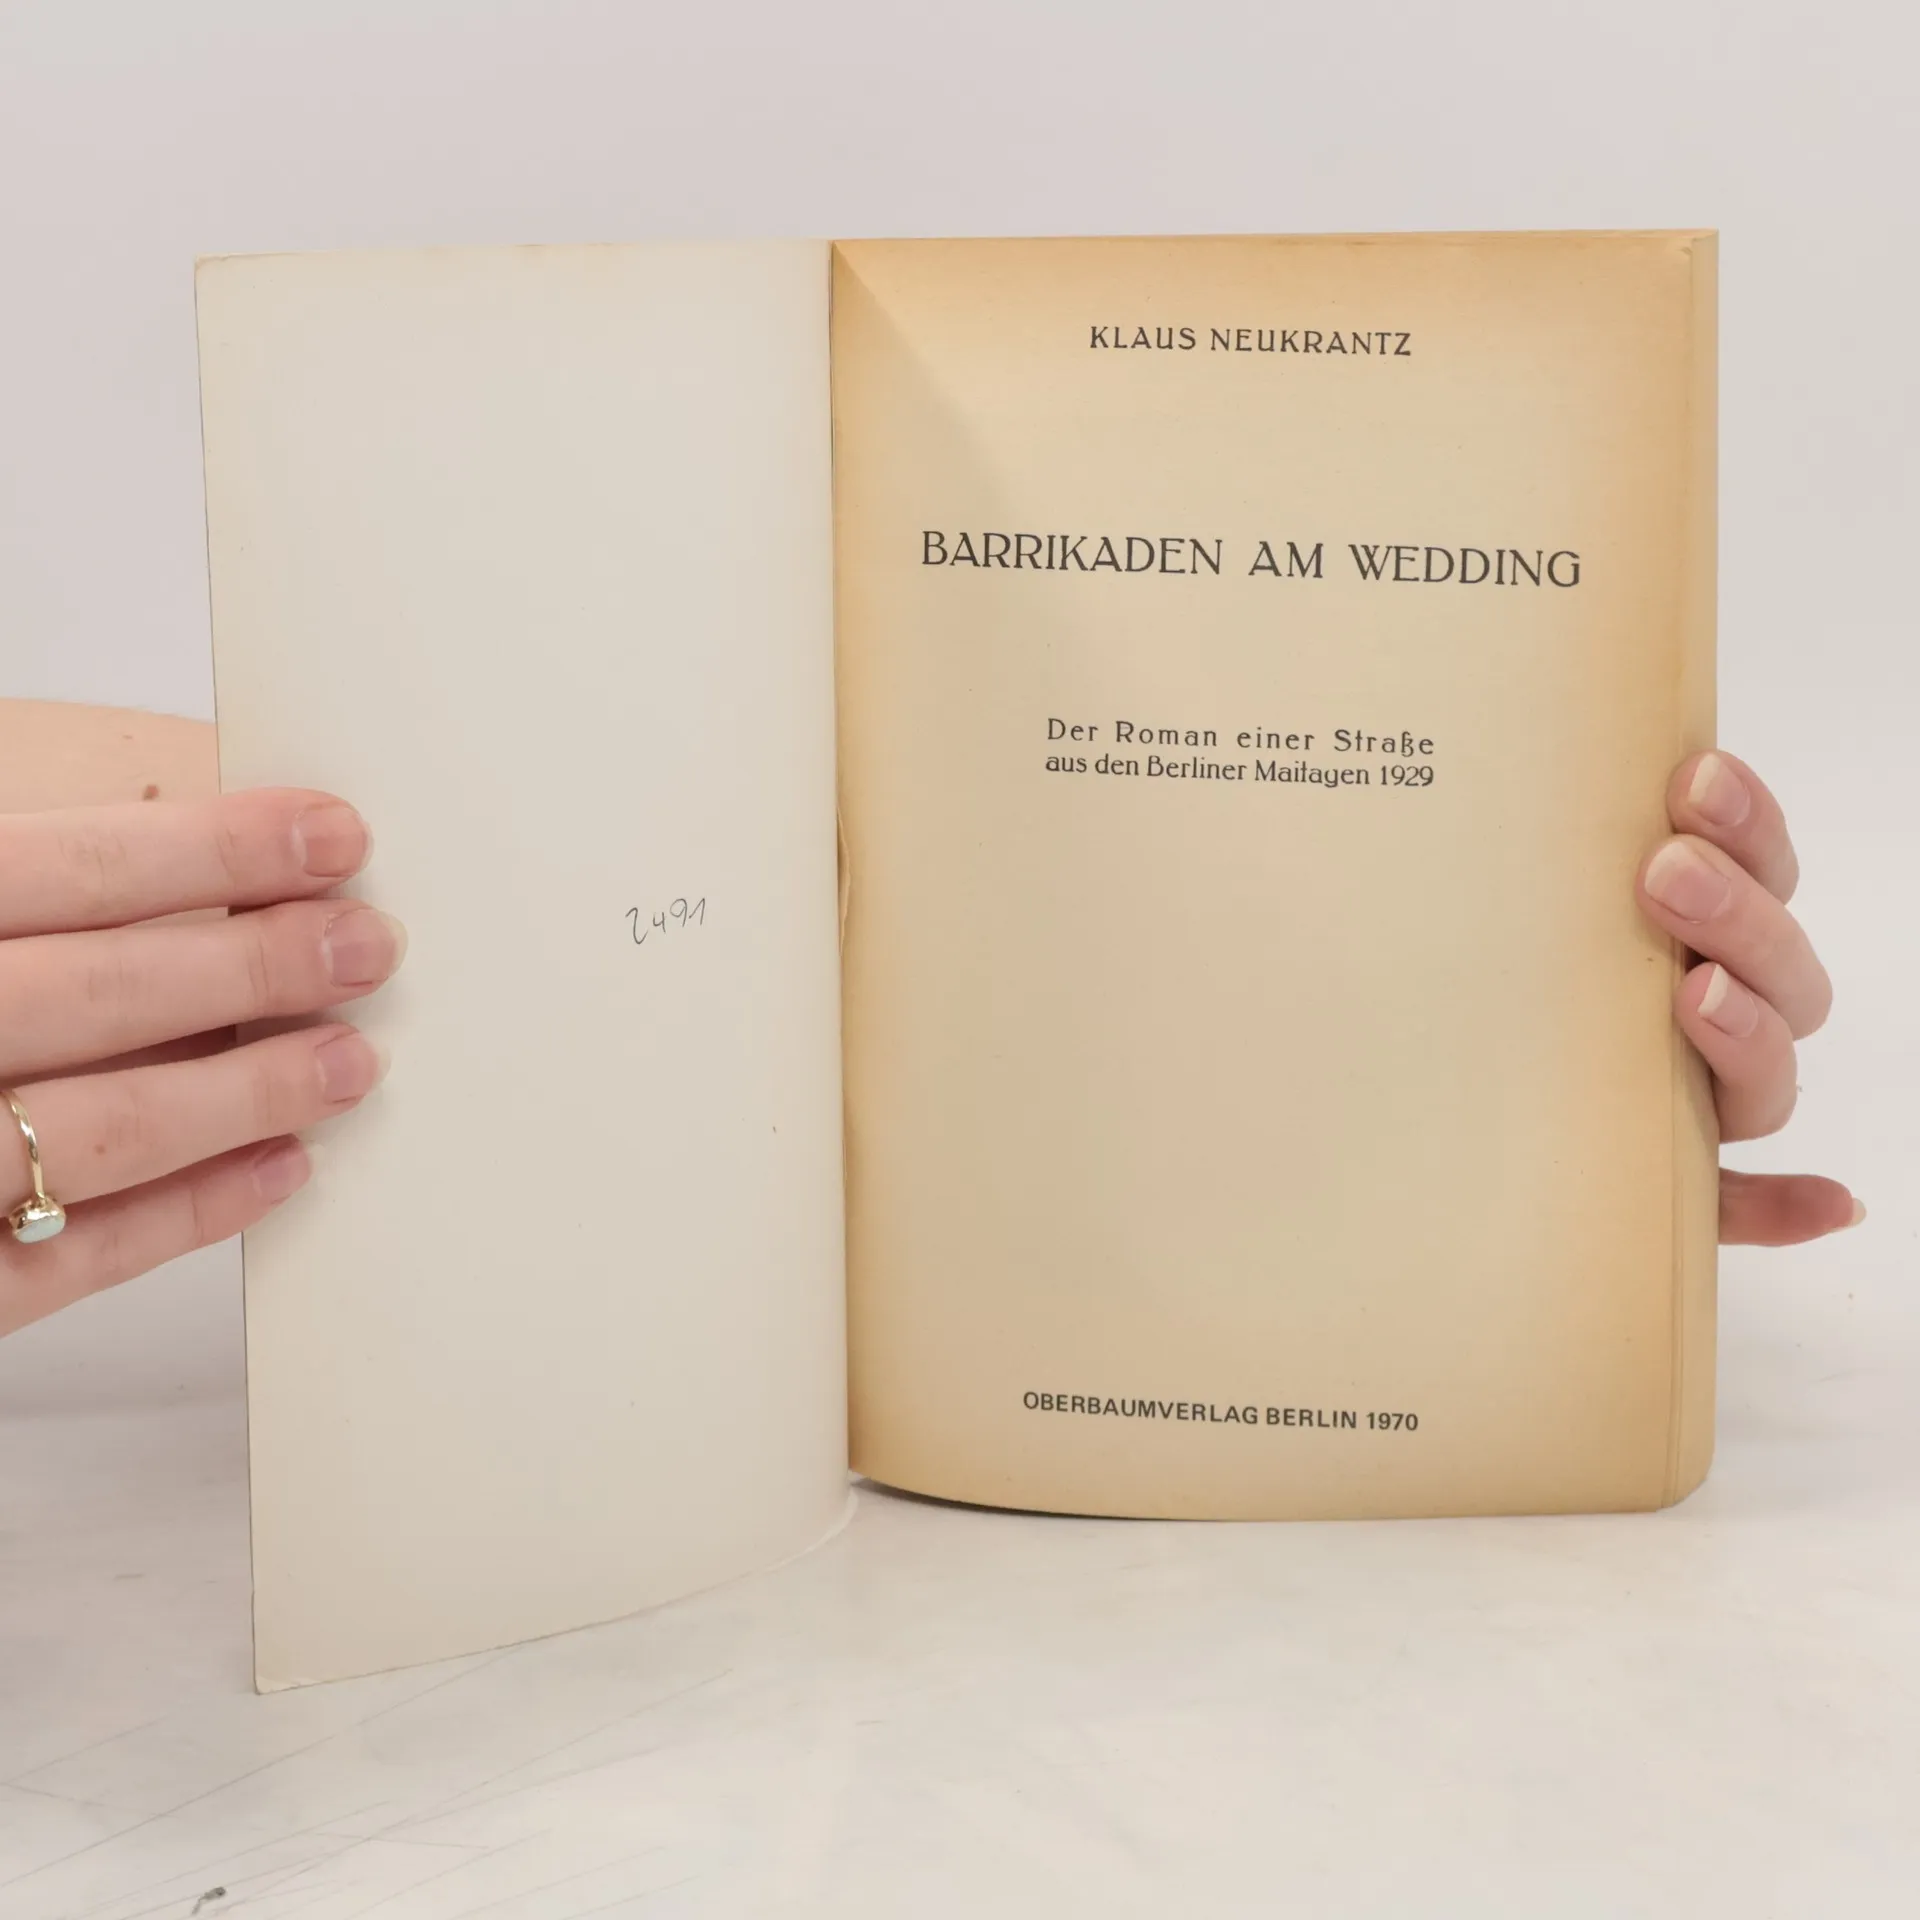 2491
KLAUS NEUKRANTZ
BARRIKADEN AM WEDDING
Der Roman einer Straße
aus den Berliner Maitagen 1929
OBERBAUMVERLAG BERLIN 1970